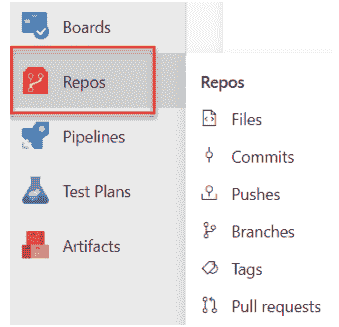 Boards
Repos
Pipelines
Test Plans
Artifacts
Repos
Files
Commits
Pushes
Branches
Tags
Pull requests